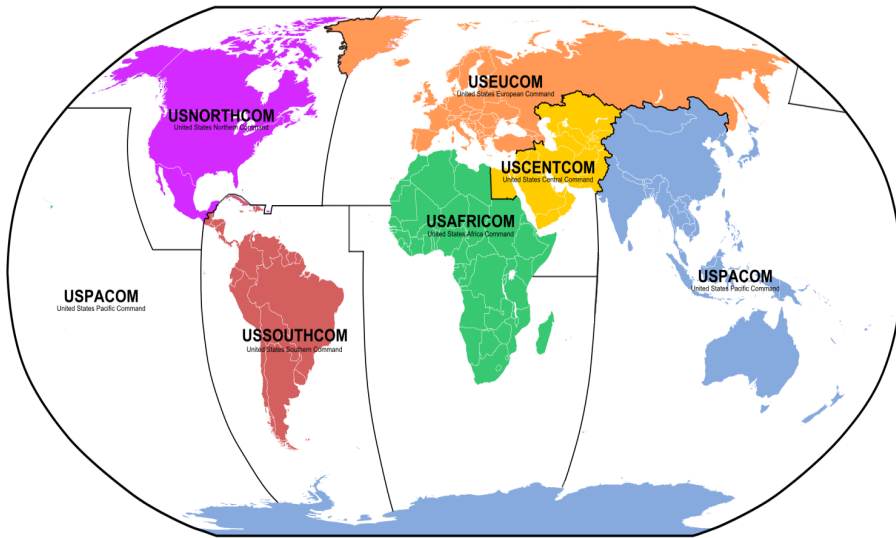 USEUCOM
United States European Command
USNORTHCOM
United States Northern Command
USCENTCOM
United States Central Command
USAFRICOM
United States Africa Command
USPACOM
United States Pacific Command
USPACOM
United States Pacific Command
USSOUTHCOM
United States Southern Command